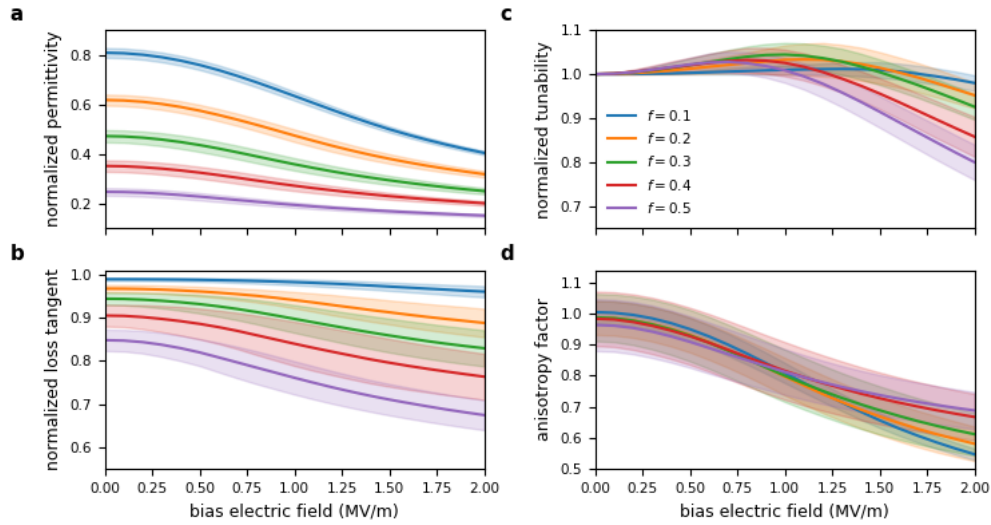 a
normalized permittivity
0.8
0.6
0.4
0.2
c
normalized tunability
1.1
1.0
0.9
0.8
0.7
f = 0.1
f = 0.2
f = 0.3
f = 0.4
f = 0.5
b
normalized loss tangent
1.0
0.9
0.8
0.7
0.6
0.00 0.25 0.50 0.75 1.00 1.25 1.50 1.75 2.00
bias electric field (MV/m)
d
anisotropy factor
1.1
1.0
0.9
0.8
0.7
0.6
0.5
0.00 0.25 0.50 0.75 1.00 1.25 1.50 1.75 2.00
bias electric field (MV/m)